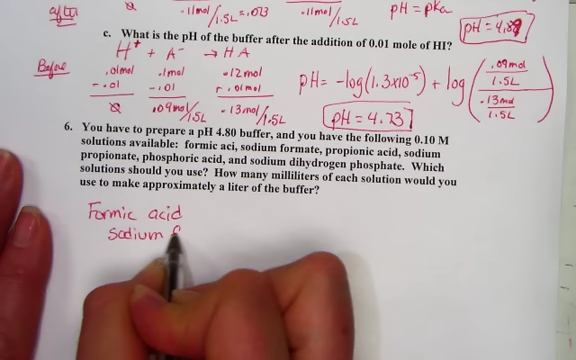 after
.11mol/1.5L = .073
.11mol/1.5L
pH = pKa
pH = 4.89
c. What is the pH of the buffer after the addition of 0.01 mole of HI?
H+ + A- → HA
Before .01mol .1mol .12mol
-.01 -.01 +.01mol
0 .09mol/1.5L .13mol/1.5L
pH = -log(1.3x10-5) + log (.09mol/1.5L / .13mol/1.5L)
pH = 4.73
6. You have to prepare a pH 4.80 buffer, and you have the following 0.10 M
solutions available: formic aci, sodium formate, propionic acid, sodium
propionate, phosphoric acid, and sodium dihydrogen phosphate. Which
solutions should you use? How many milliliters of each solution would you
use to make approximately a liter of the buffer?
Formic acid
sodium f